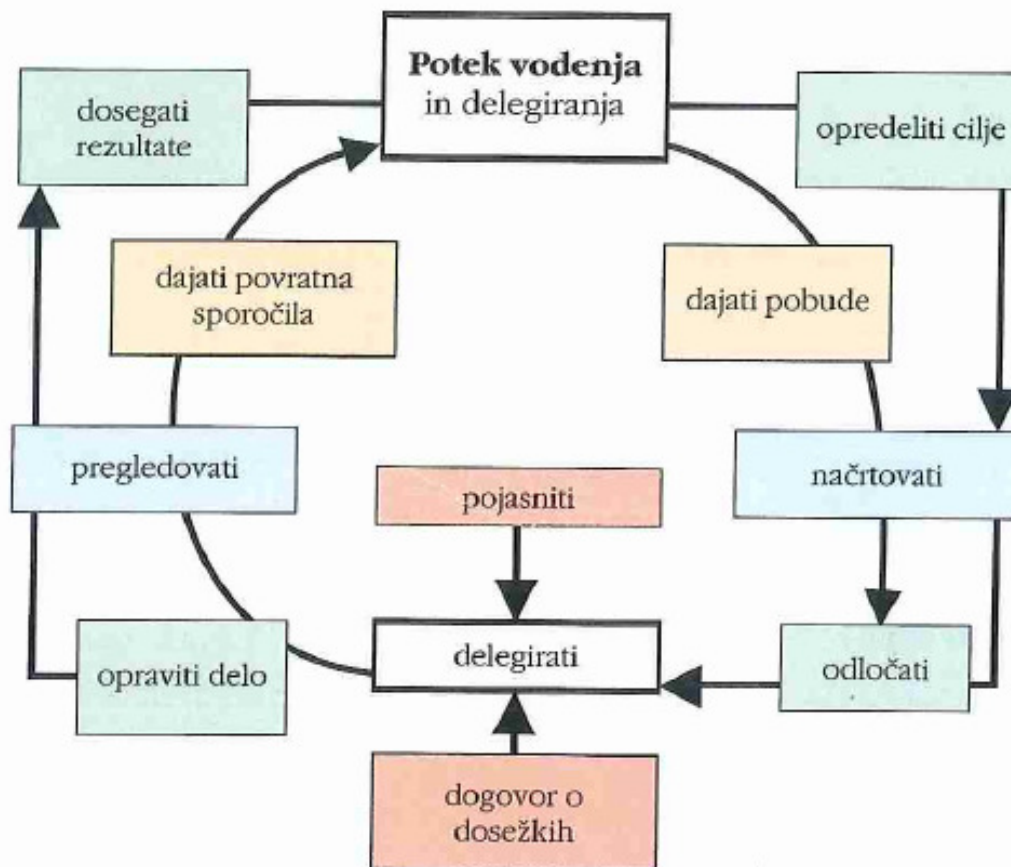 Potek vodenja
in delegiranja
dosegati
rezultate
opredeliti cilje
dajati povratna
sporočila
dajati pobude
pregledovati
načrtovati
pojasniti
delegirati
opraviti delo
odločati
dogovor o
dosežkih